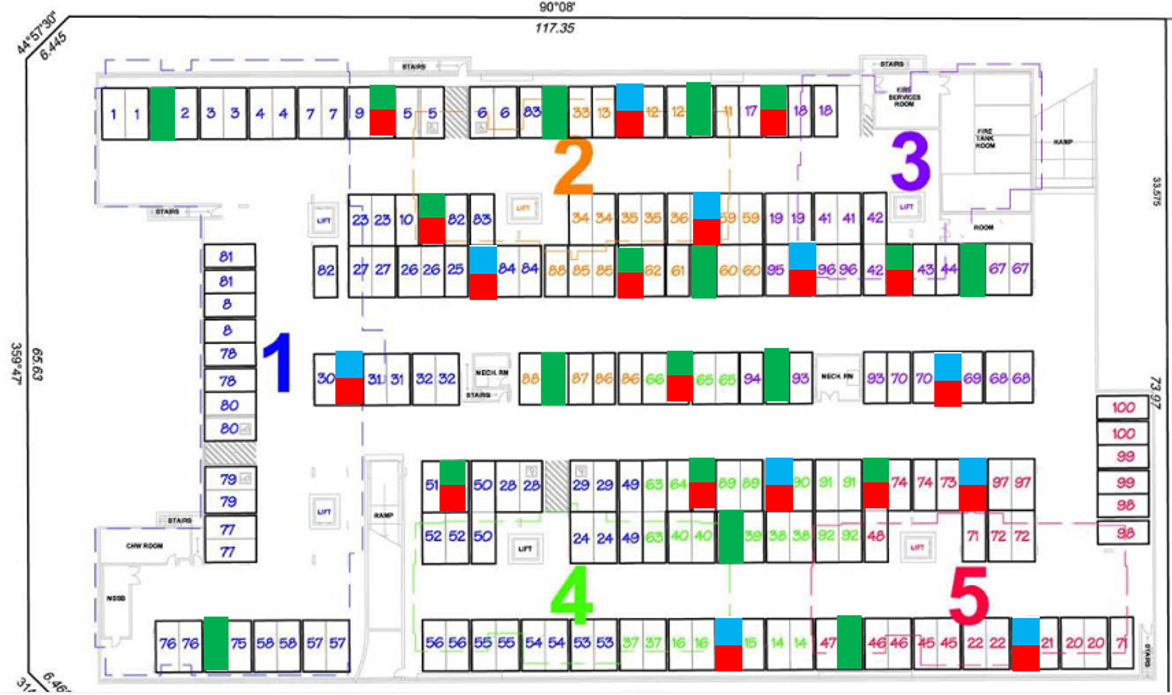 90°08'
117.35
44°57'30"
6.445
STAIRS
STAIRS
1 1 2 3 3 4 4 7 7 9 5 5 6 6 83 33 13 12 12 11 17 18 18
FIRE SERVICES ROOM
FIRE TANK ROOM
RAMP
2
3
33.575
STAIRS
LIFT
23 23 10 82 83
LIFT
34 34 35 35 36 59 59 19 19 41 41 42
LIFT
ROOM
81
81
8
8
78
78
80
80
79
79
77
77
82
27 27 26 26 25 84 84 88 85 85 62 61 60 60 95 96 96 42 43 44 67 67
1
359°47'
65.63
30 31 31 32 32
NECH. RM
STAIRS
88 87 86 86 66 65 65 94 93
NECH. RM
93 70 70 69 68 68
73.97
100
100
99
99
98
98
51 50 28 28 29 29 49 63 64 89 89 90 91 91 74 74 73 97 97
LIFT
RAMP
52 52 50
LIFT
24 24 49 63 40 40 39 38 38 92 92 48
LIFT
71 72 72
STAIRS
CHW ROOM
NSSB
4
5
76 76 75 58 58 57 57
56 56 55 55 54 54 53 53 37 37 16 16 15 14 14 47 46 46 45 45 22 22 21 20 20 71
STAIRS